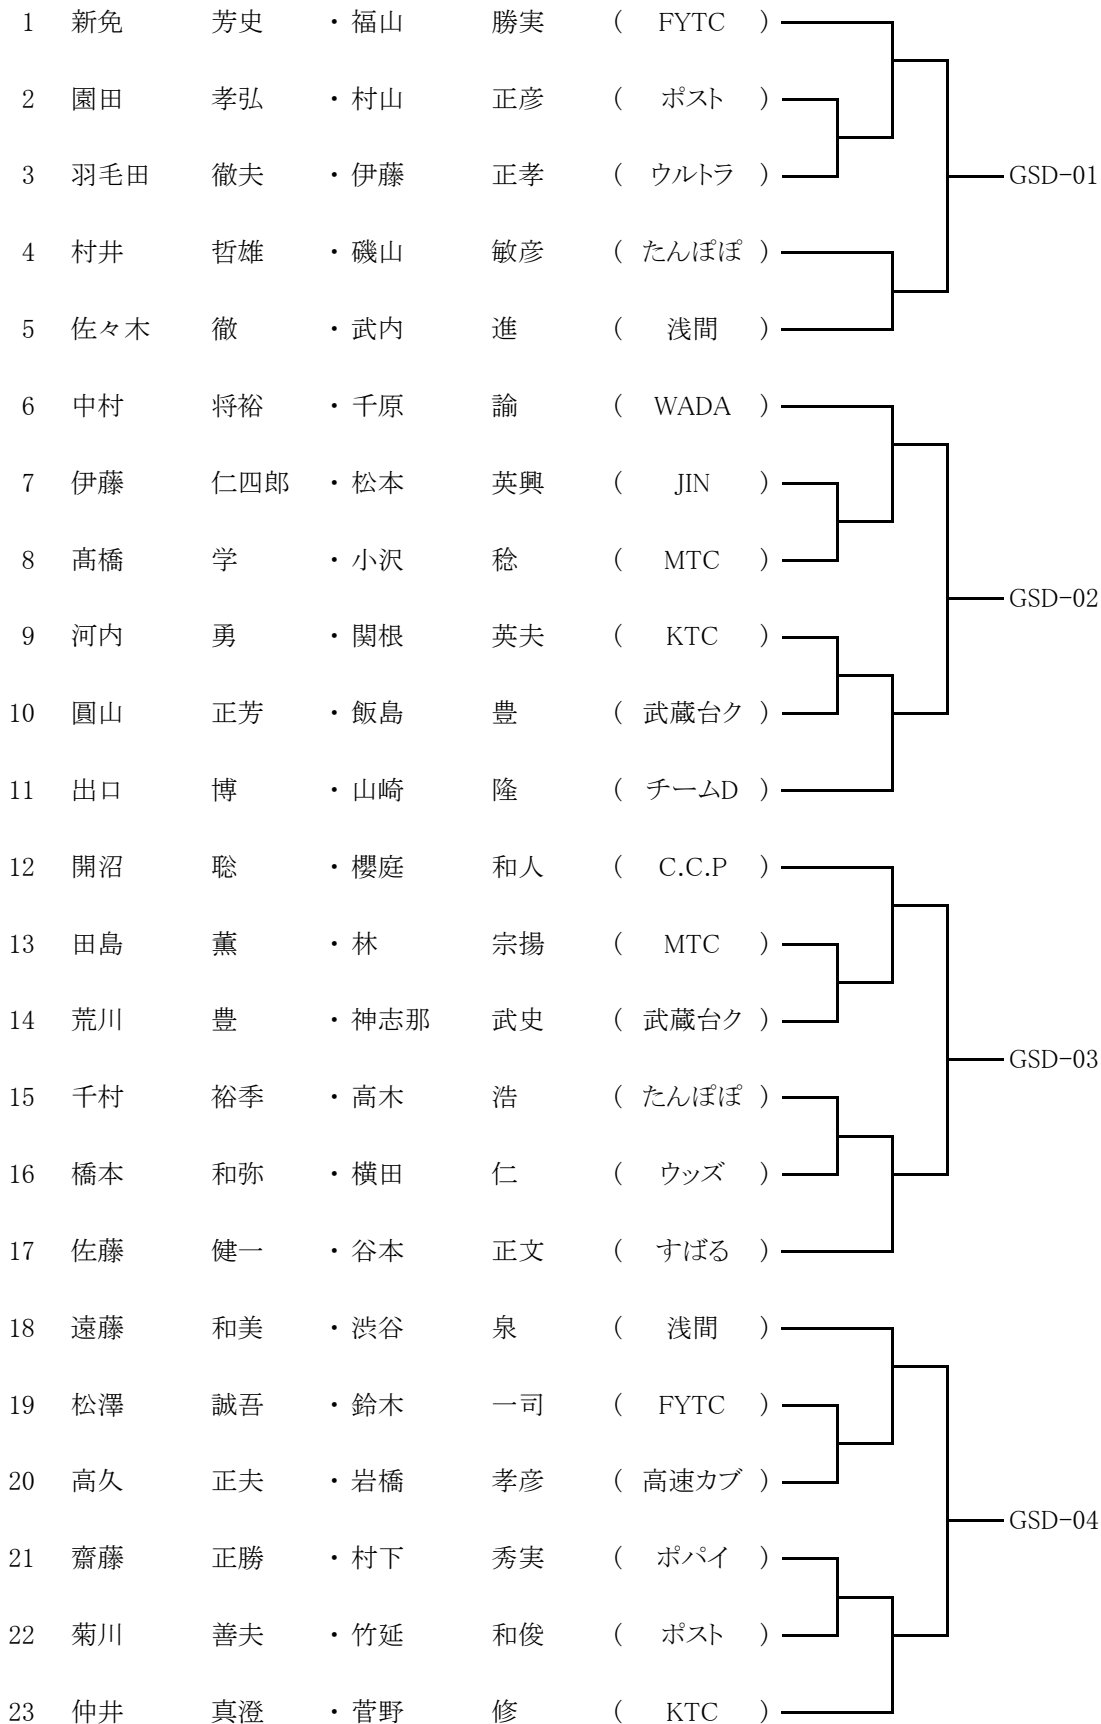 1 新免 芳史 ・ 福山 勝実 ( FYTC )
2 園田 孝弘 ・ 村山 正彦 ( ポスト )
3 羽毛田 徹夫 ・ 伊藤 正孝 ( ウルトラ )
GSD-01
4 村井 哲雄 ・ 磯山 敏彦 ( たんぽぽ )
5 佐々木 徹 ・ 武内 進 ( 浅間 )
6 中村 将裕 ・ 千原 諭 ( WADA )
7 伊藤 仁四郎 ・ 松本 英興 ( JIN )
8 髙橋 学 ・ 小沢 稔 ( MTC )
GSD-02
9 河内 勇 ・ 関根 英夫 ( KTC )
10 圓山 正芳 ・ 飯島 豊 ( 武蔵台ク )
11 出口 博 ・ 山崎 隆 ( チームD )
12 開沼 聡 ・ 櫻庭 和人 ( C.C.P )
13 田島 薫 ・ 林 宗揚 ( MTC )
14 荒川 豊 ・ 神志那 武史 ( 武蔵台ク )
GSD-03
15 千村 裕季 ・ 高木 浩 ( たんぽぽ )
16 橋本 和弥 ・ 横田 仁 ( ウッズ )
17 佐藤 健一 ・ 谷本 正文 ( すばる )
18 遠藤 和美 ・ 渋谷 泉 ( 浅間 )
19 松澤 誠吾 ・ 鈴木 一司 ( FYTC )
20 高久 正夫 ・ 岩橋 孝彦 ( 高速カブ )
GSD-04
21 齋藤 正勝 ・ 村下 秀実 ( ポパイ )
22 菊川 善夫 ・ 竹延 和俊 ( ポスト )
23 仲井 真澄 ・ 菅野 修 ( KTC )